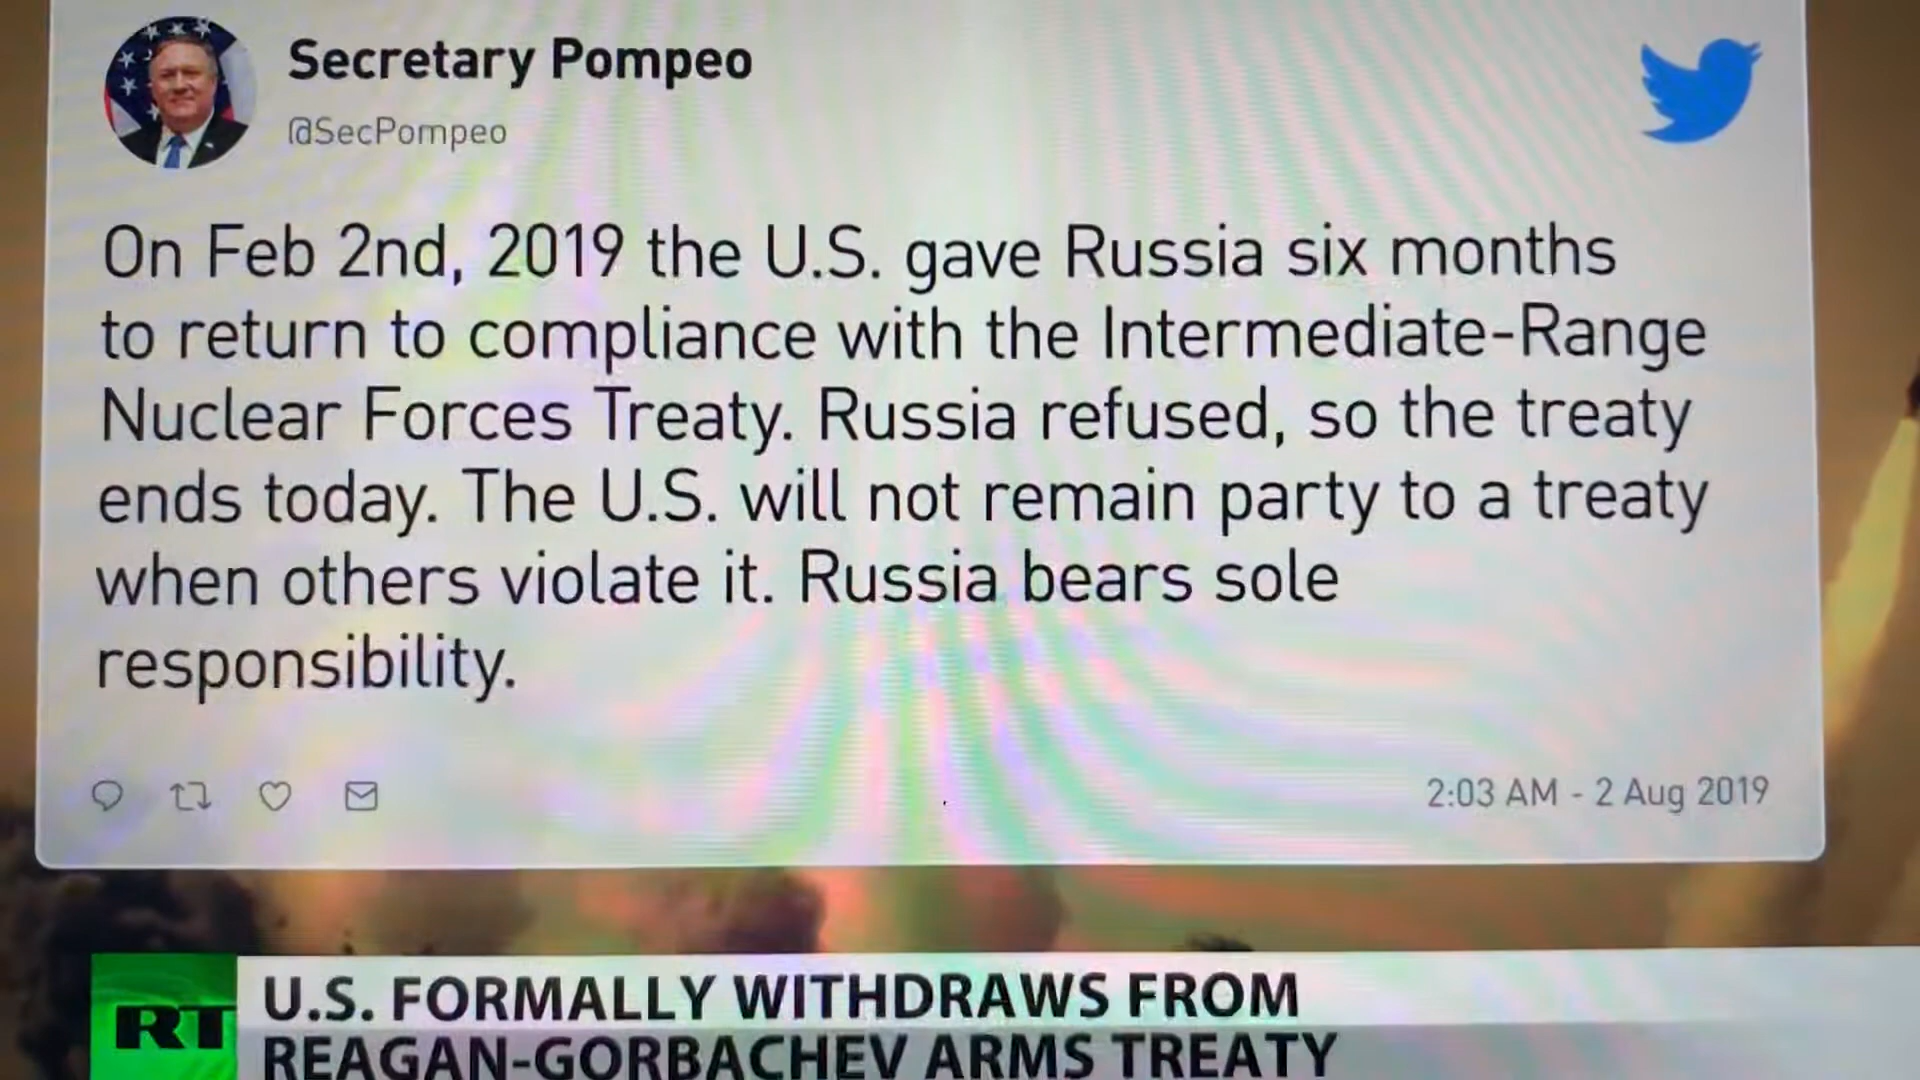 Secretary Pompeo
@SecPompeo
On Feb 2nd, 2019 the U.S. gave Russia six months
to return to compliance with the Intermediate-Range
Nuclear Forces Treaty. Russia refused, so the treaty
ends today. The U.S. will not remain party to a treaty
when others violate it. Russia bears sole
responsibility.
2:03 AM - 2 Aug 2019
RT
U.S. FORMALLY WITHDRAWS FROM
REAGAN-GORBACHEV ARMS TREATY